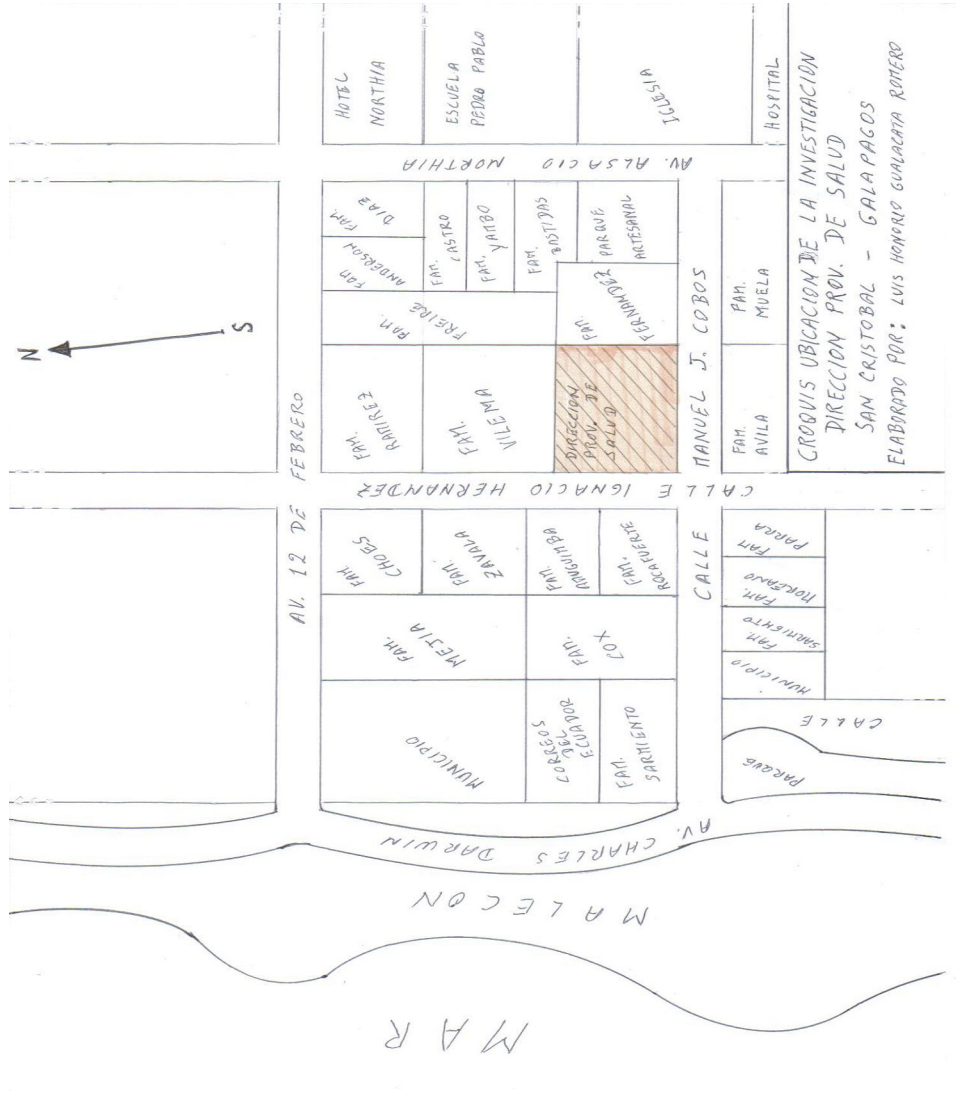 N
S
HOTEL
NORTHIA
ESCUELA
PEDRO PABLO
IGLESIA
HOSPITAL
AV. ALSACIO NORTHIA
FAM.
DIAZ
FAM
ANDERSON
FAM.
CASTRO
FAM.
YAMBO
FAM.
BASTIDAS
PARQUE
ARTESANAL
FAM.
FREIRE
FAM.
FERNANDEZ
FAM.
RAMIREZ
FAM.
VILEMA
DIRECCION
PROV. DE
SALUD
FAM.
MUELA
FAM.
AVILA
AV. 12 DE FEBRERO
CALLE MANUEL J. COBOS
CALLE IGNACIO HERNANDEZ
FAM.
CHOES
FAM.
ZAVALA
FAM.
ANGUIMBA
FAM.
ROCAFUERTE
FAM.
MEJIA
FAM.
COX
MUNICIPIO
CORREOS
DEL
ECUADOR
FAM.
SARMIENTO
FAM
PARRA
FAM.
MOREANO
FAM
SARMIENTO
MUNICIPIO
CALLE
PARQUE
AV. CHARLES DARWIN
MALECON
MAR
CROQUIS UBICACION DE LA INVESTIGACION
DIRECCION PROV. DE SALUD
SAN CRISTOBAL - GALAPAGOS
ELABORADO POR: LUIS HONORIO GUALACATA ROMERO